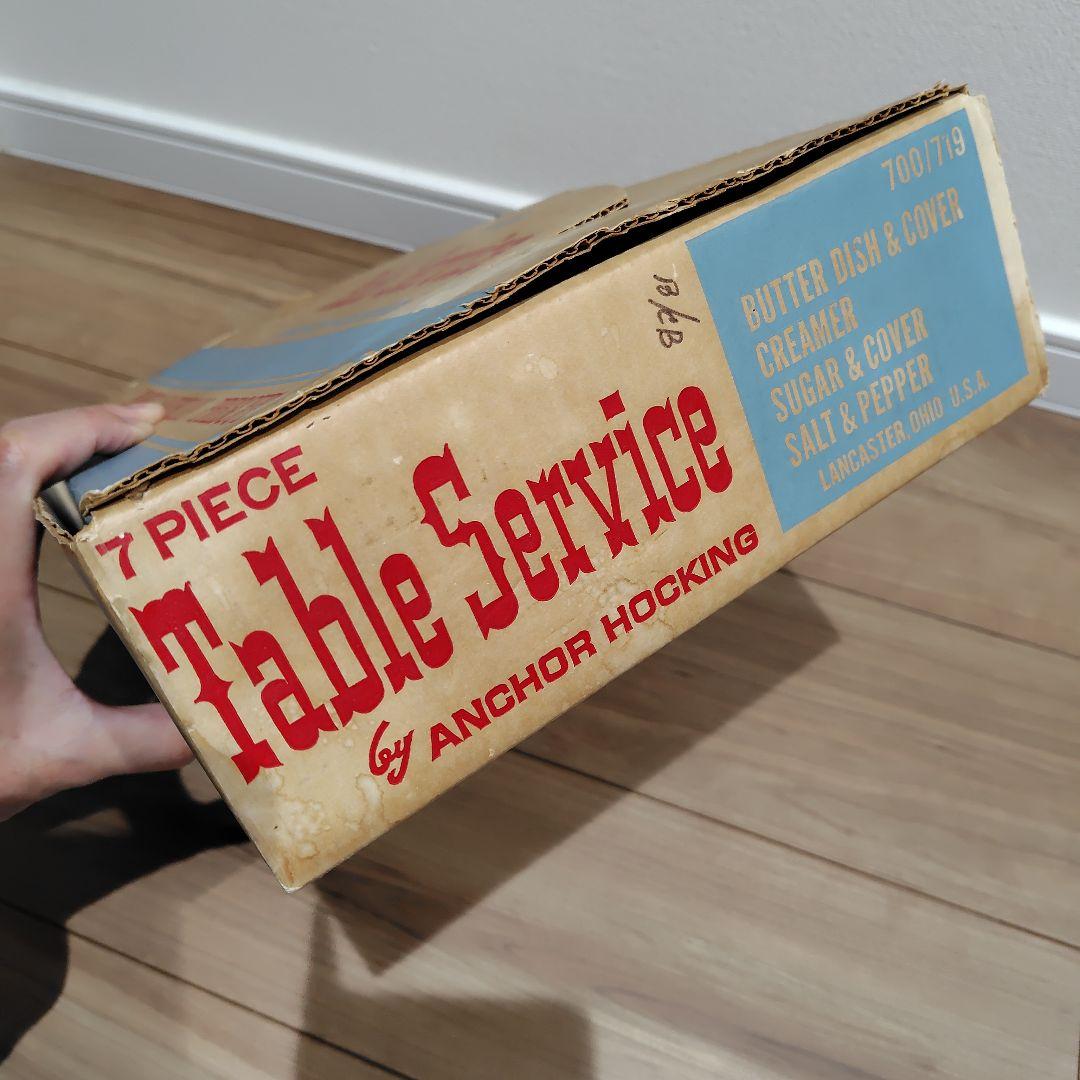 7 PIECE
Table Service
by ANCHOR HOCKING
700/719
BUTTER DISH & COVER
CREAMER
SUGAR & COVER
SALT & PEPPER
LANCASTER, OHIO U.S.A.